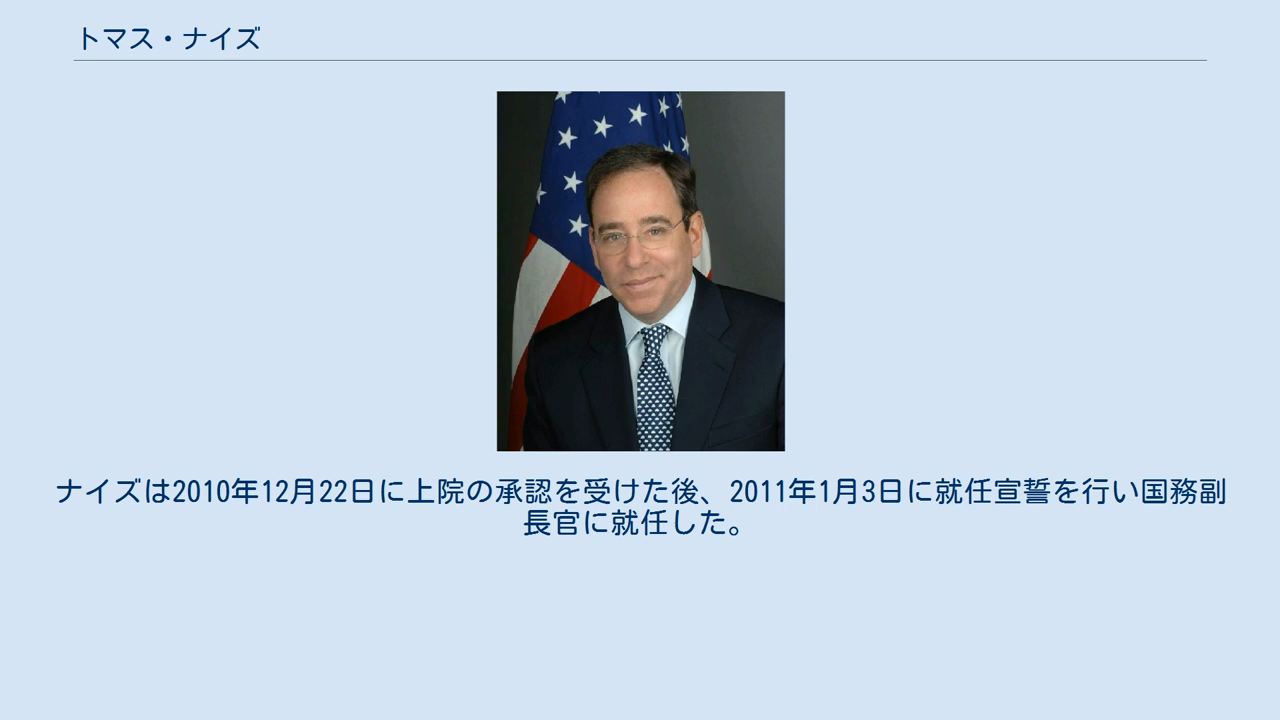 トマス・ナイズ
ナイズは2010年12月22日に上院の承認を受けた後、2011年1月3日に就任宣誓を行い国務副
長官に就任した。